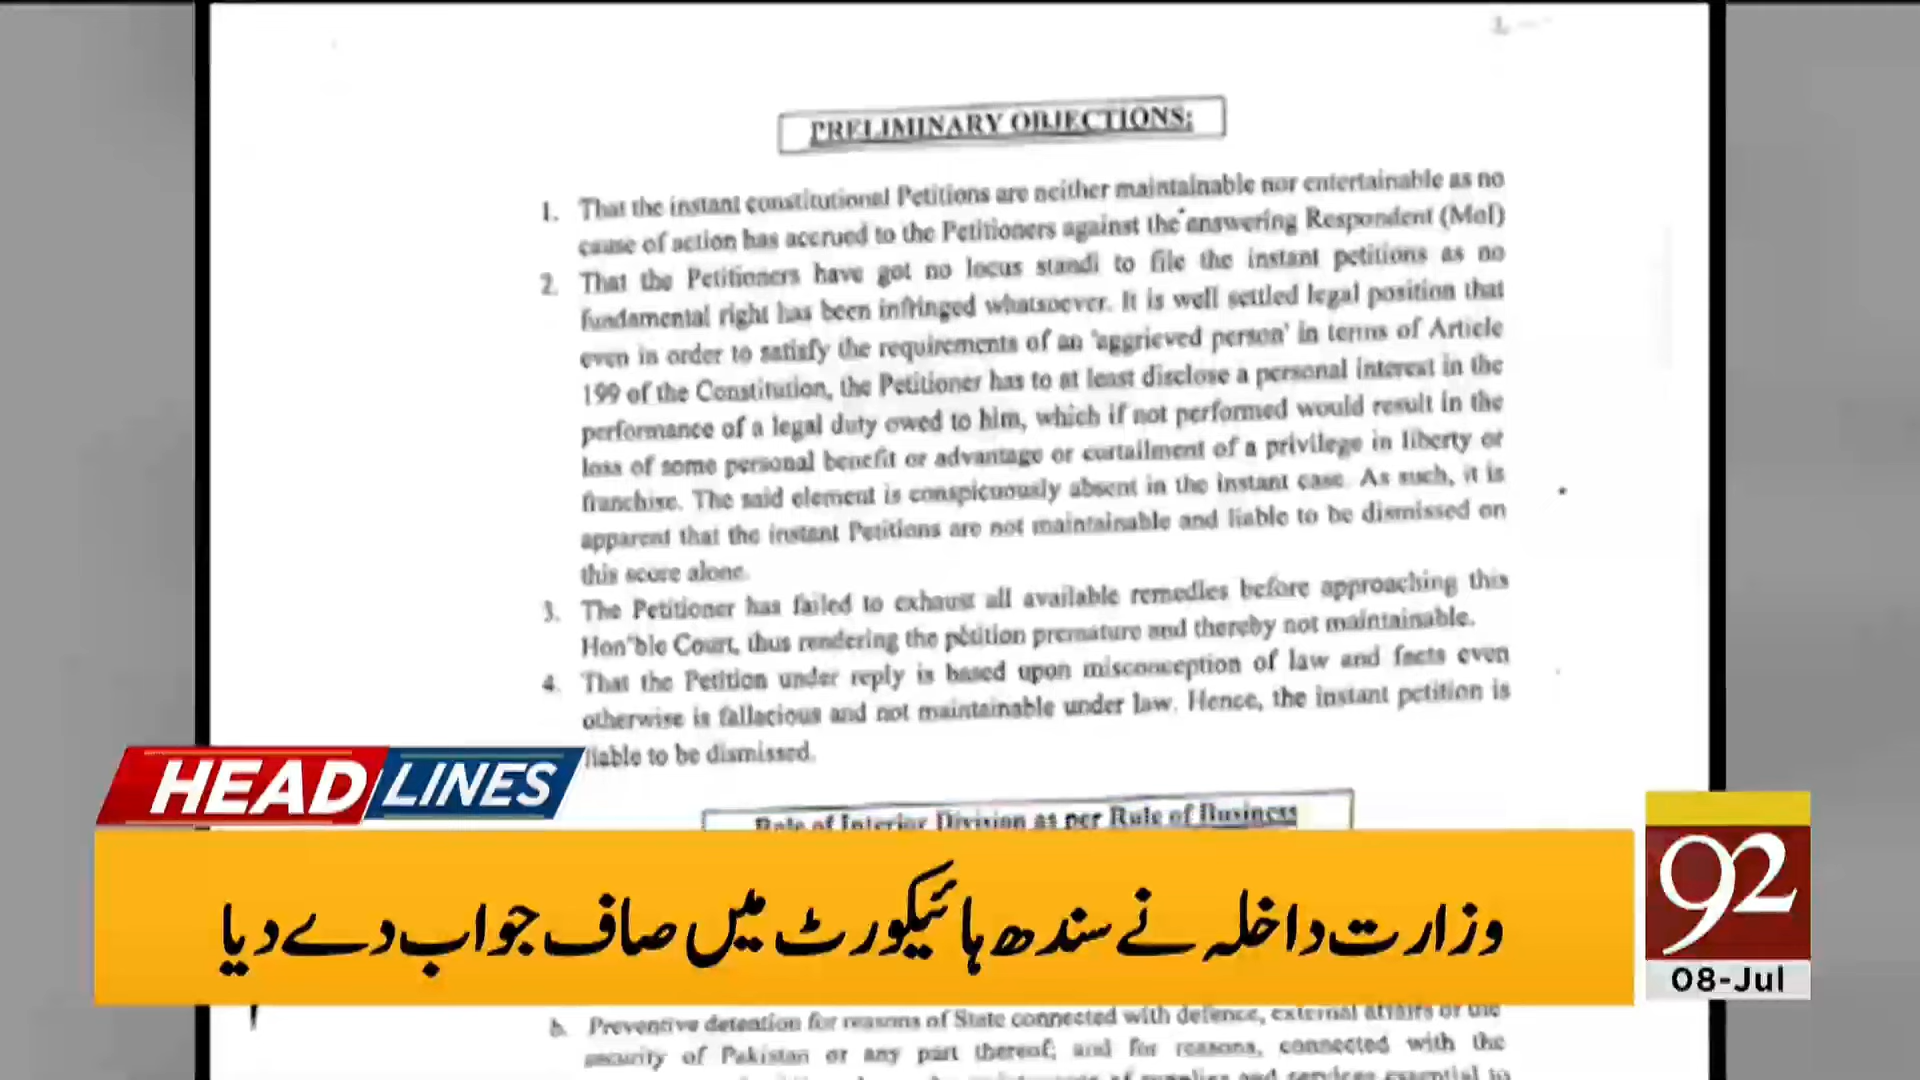 PRELIMINARY OBJECTIONS:
1. That the instant constitutional Petitions are neither maintainable nor entertainable as no
cause of action has accrued to the Petitioners against the answering Respondent (MoI)
2. That the Petitioners have got no locus standi to file the instant petitions as no
fundamental right has been infringed whatsoever. It is well settled legal position that
even in order to satisfy the requirements of an 'aggrieved person' in terms of Article
199 of the Constitution, the Petitioner has to at least disclose a personal interest in the
performance of a legal duty owed to him, which if not performed would result in the
loss of some personal benefit or advantage or curtailment of a privilege in liberty or
franchise. The said element is conspicuously absent in the instant case. As such, it is
apparent that the instant Petitions are not maintainable and liable to be dismissed on
this score alone.
3. The Petitioner has failed to exhaust all available remedies before approaching this
Hon'ble Court, thus rendering the petition premature and thereby not maintainable.
4. That the Petition under reply is based upon misconception of law and facts even
otherwise is fallacious and not maintainable under law. Hence, the instant petition is
liable to be dismissed.
HEADLINES
Role of Interior Division as per Rule of Business
وزارت داخلہ نے سندھ ہائیکورٹ میں صاف جواب دے دیا
92
08-Jul
b. Preventive detention for reasons of State connected with defence, external affairs or the
security of Pakistan or any part thereof; and for reasons, connected with the
supplies and services essential to